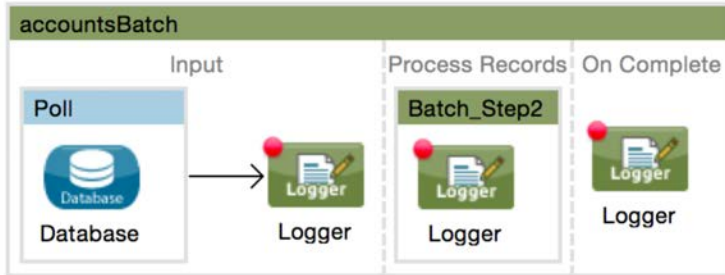 accountsBatch
Input
Process Records
On Complete
Poll
Database
Database
Logger
Logger
Batch_Step2
Logger
Logger
Logger
Logger